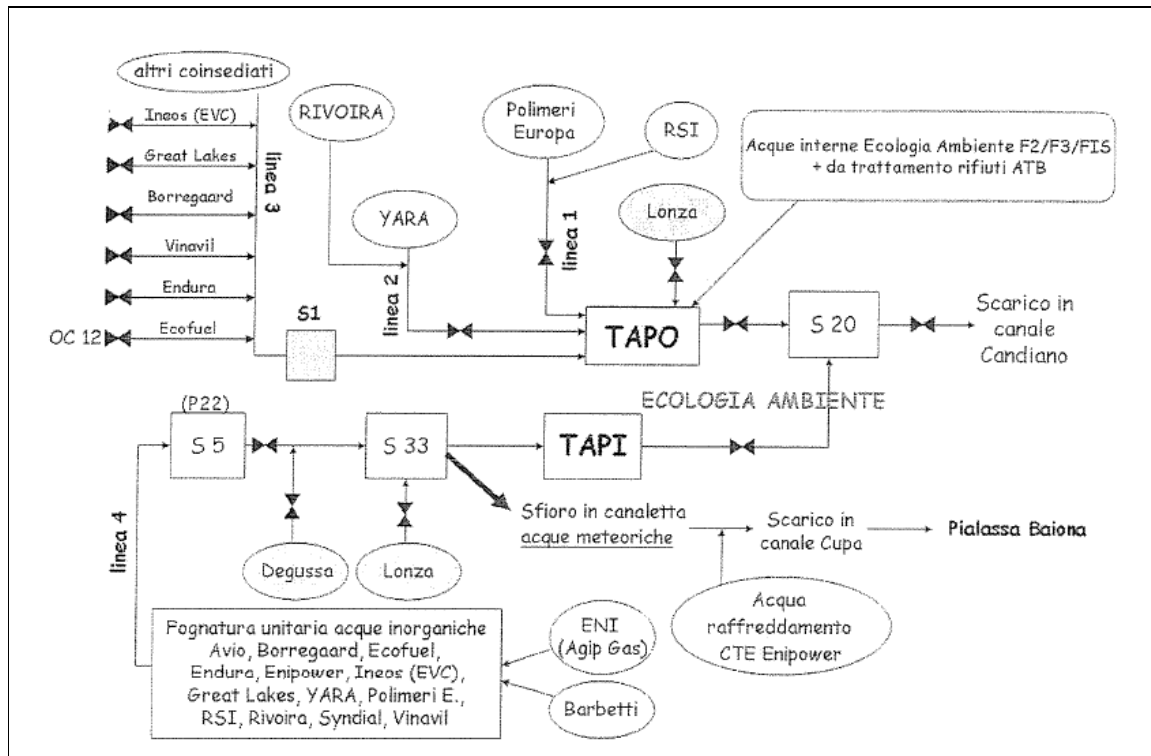 altri coinsediati
Ineos (EVC)
Great Lakes
Borregaard
Vinavil
Endura
OC 12 Ecofuel
linea 3
RIVOIRA
YARA
linea 2
S1
Polimeri
Europa
RSI
linea 1
Lonza
Acque interne Ecologia Ambiente F2/F3/FIS
+ da trattamento rifiuti ATB
TAPO
S 20
Scarico in
canale
Candiano
ECOLOGIA AMBIENTE
(P22)
S 5
S 33
TAPI
linea 4
Degussa
Lonza
Sfioro in canaletta
acque meteoriche
Scarico in
canale Cupa
Pialassa Baiona
Acqua
raffreddamento
CTE Enipower
Fognatura unitaria acque inorganiche
Avio, Borregaard, Ecofuel,
Endura, Enipower, Ineos (EVC),
Great Lakes, YARA, Polimeri E.,
RSI, Rivoira, Syndial, Vinavil
ENI
(Agip Gas)
Barbetti